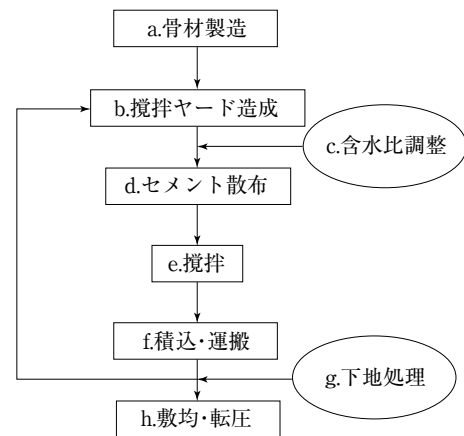 a.骨材製造
b.撹拌ヤード造成
c.含水比調整
d.セメント散布
e.撹拌
f.積込・運搬
g.下地処理
h.敷均・転圧